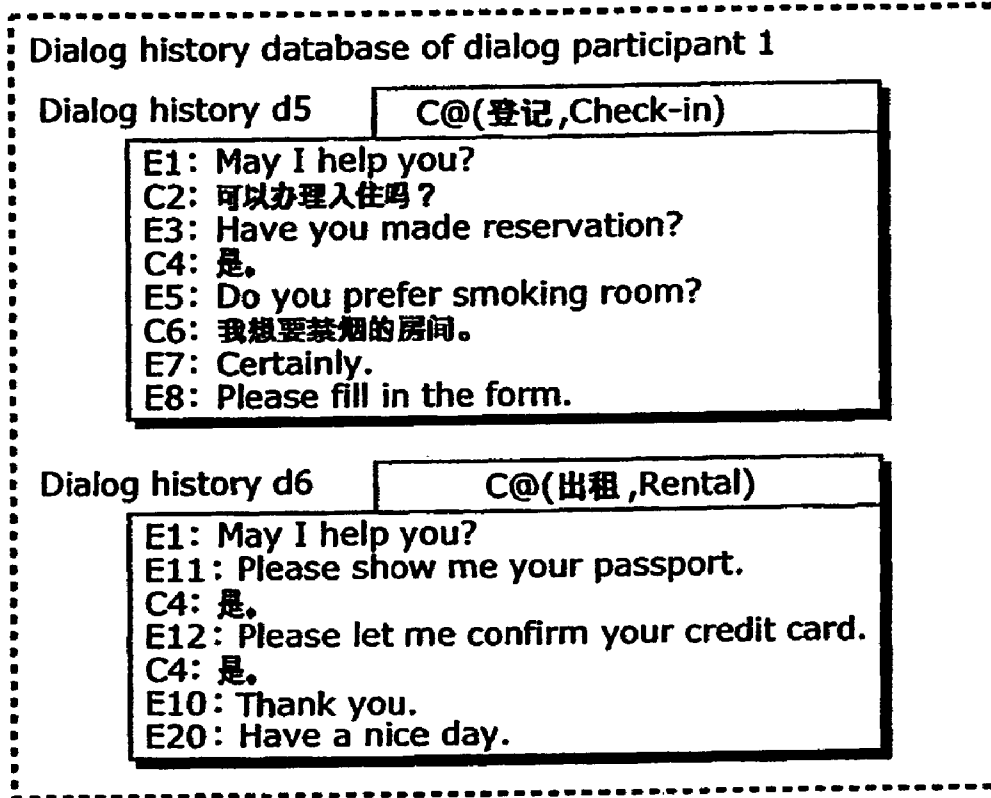 Dialog history database of dialog participant 1
Dialog history d5
C@(登记,Check-in)
E1: May I help you?
C2: 可以办理入住吗？
E3: Have you made reservation?
C4: 是。
E5: Do you prefer smoking room?
C6: 我想要禁烟的房间。
E7: Certainly.
E8: Please fill in the form.
Dialog history d6
C@(出租,Rental)
E1: May I help you?
E11: Please show me your passport.
C4: 是。
E12: Please let me confirm your credit card.
C4: 是。
E10: Thank you.
E20: Have a nice day.